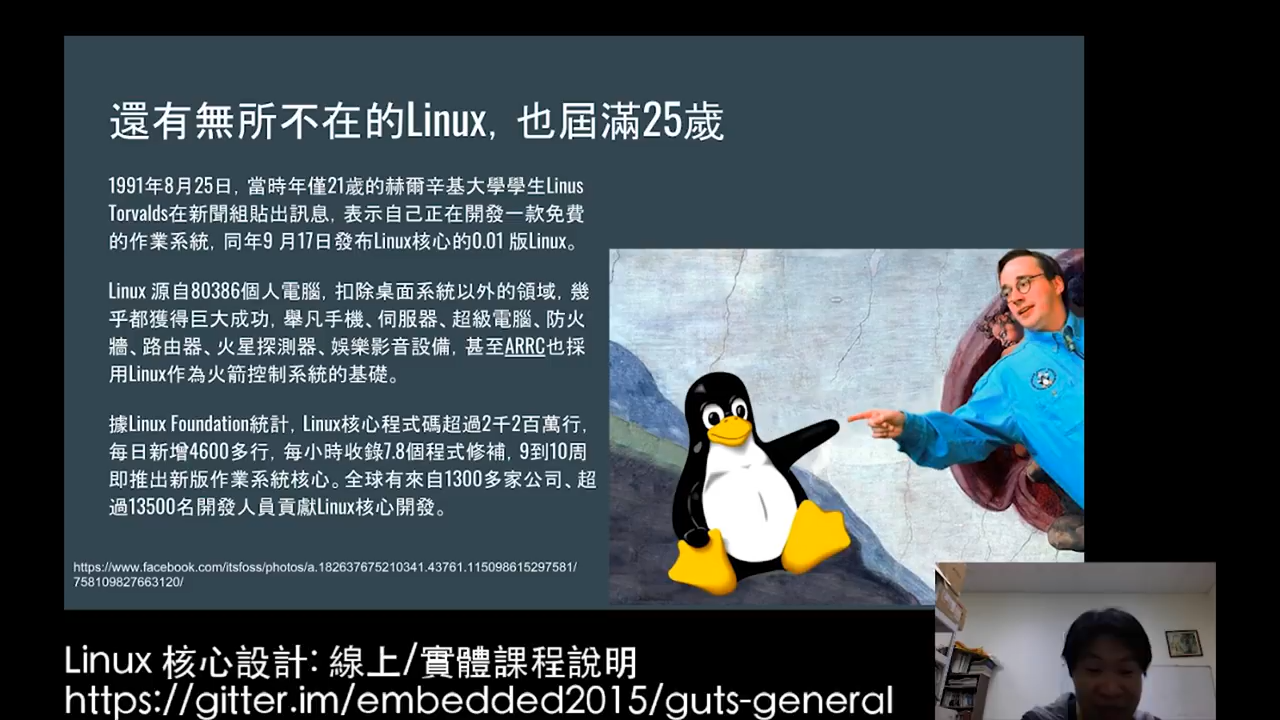 還有無所不在的Linux, 也屆滿25歲
1991年8月25日, 當時年僅21歲的赫爾辛基大學學生Linus
Torvalds在新聞組貼出訊息, 表示自己正在開發一款免費
的作業系統, 同年9 月17日發布Linux核心的0.01 版Linux。
Linux 源自80386個人電腦, 扣除桌面系統以外的領域, 幾
乎都獲得巨大成功, 舉凡手機、伺服器、超級電腦、防火
牆、路由器、火星探測器、娛樂影音設備, 甚至ARRC也採
用Linux作為火箭控制系統的基礎。
據Linux Foundation統計, Linux核心程式碼超過2千2百萬行,
每日新增4600多行, 每小時收錄7.8個程式修補, 9到10周
即推出新版作業系統核心。全球有來自1300多家公司、超
過13500名開發人員貢獻Linux核心開發。
https://www.facebook.com/itsfoss/photos/a.182637675210341.43761.115098615297581/
758109827663120/
Linux 核心設計: 線上/實體課程說明
https://gitter.im/embedded2015/guts-general